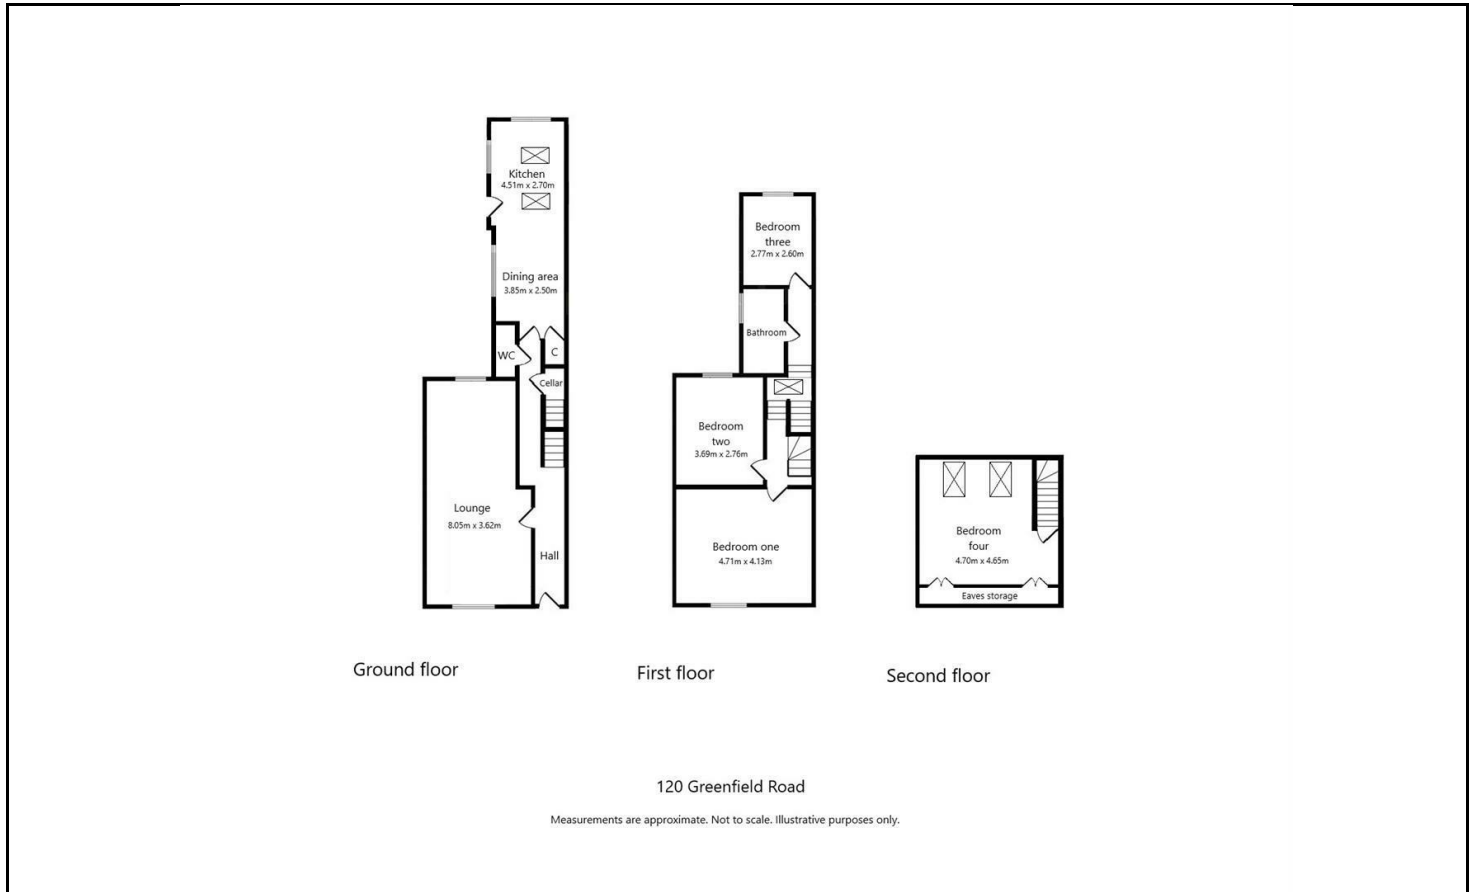 Kitchen
4.51m x 2.70m
Dining area
3.85m x 2.50m
WC
C
Cellar
Lounge
8.05m x 3.62m
Hall
Ground floor
Bedroom
three
2.77m x 2.60m
Bathroom
Bedroom
two
3.69m x 2.76m
Bedroom one
4.71m x 4.13m
First floor
Bedroom
four
4.70m x 4.65m
Eaves storage
Second floor
120 Greenfield Road
Measurements are approximate. Not to scale. Illustrative purposes only.